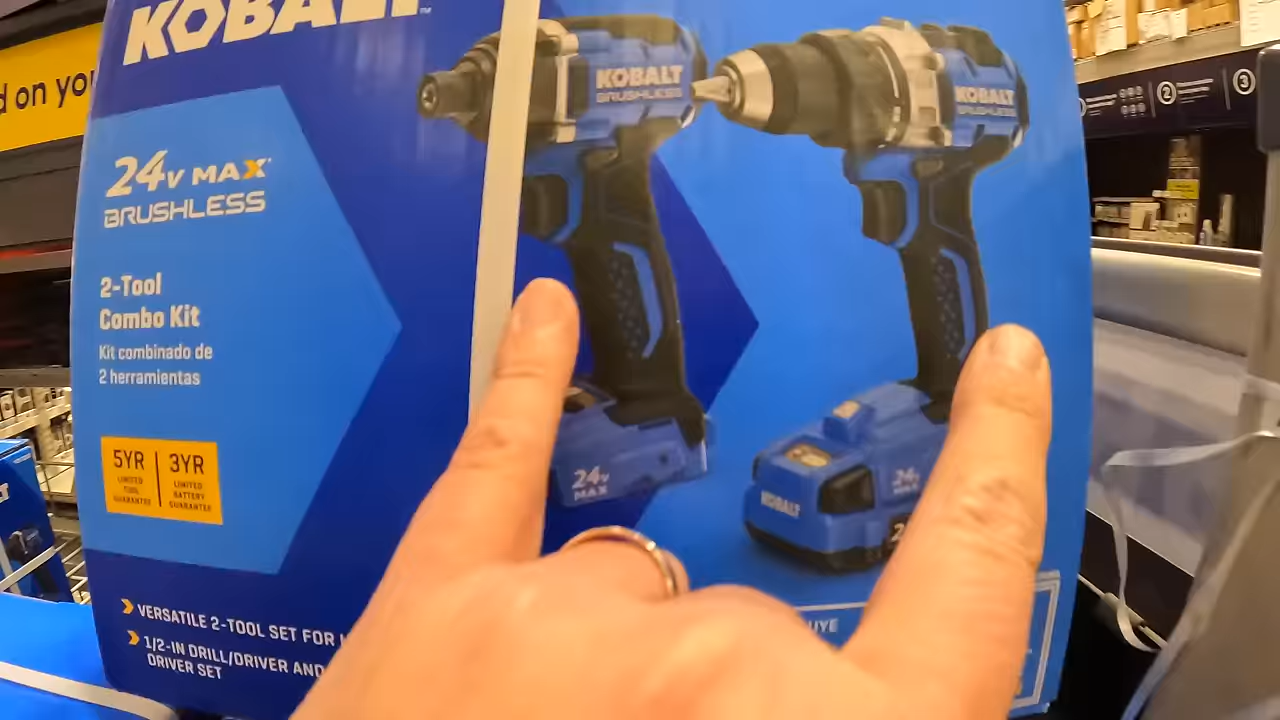 KOBALT
d on you
24V MAX
BRUSHLESS
2-Tool
Combo Kit
Kit combinado de
2 herramientas
5YR
LIMITED
TOOL
GUARANTEE
3YR
LIMITED
BATTERY
GUARANTEE
VERSATILE 2-TOOL SET FOR
1/2-IN DRILL/DRIVER AND
DRIVER SET
KOBALT
BRUSHLESS
KOBALT
BRUSHLESS
24V
MAX
KOBALT
24V
MAX
UYE
2
3